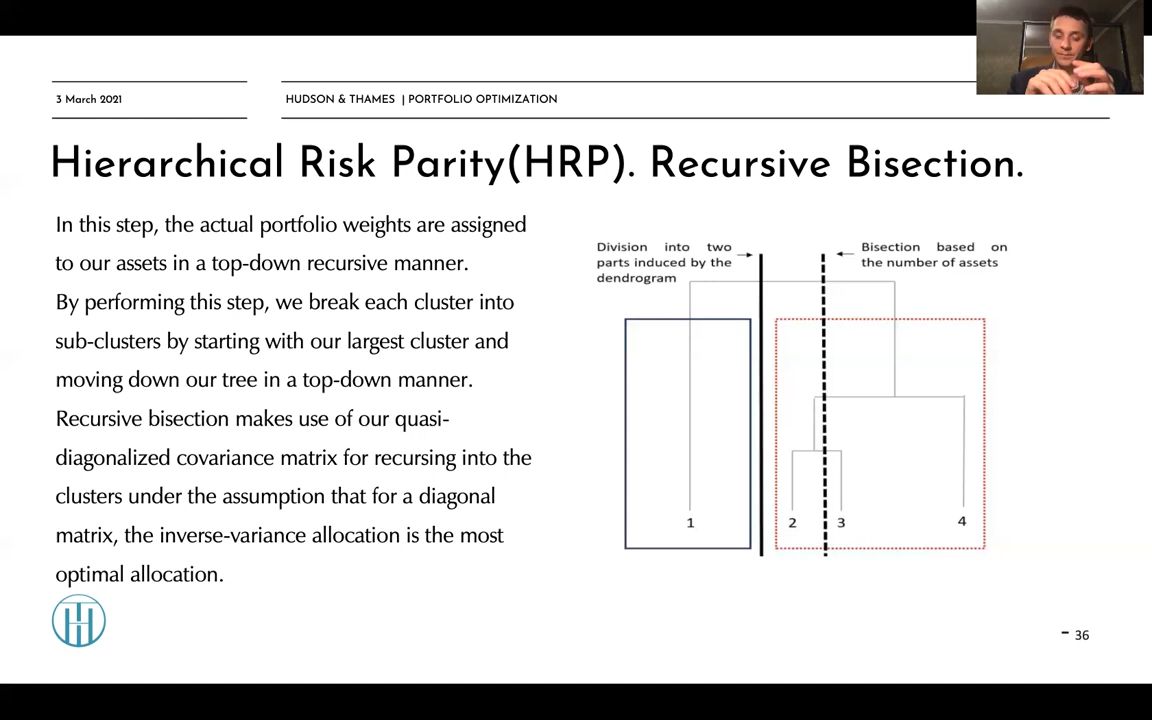 3 March 2021
HUDSON & THAMES | PORTFOLIO OPTIMIZATION
Hierarchical Risk Parity(HRP). Recursive Bisection.
In this step, the actual portfolio weights are assigned
to our assets in a top-down recursive manner.
By performing this step, we break each cluster into
sub-clusters by starting with our largest cluster and
moving down our tree in a top-down manner.
Recursive bisection makes use of our quasi-
diagonalized covariance matrix for recursing into the
clusters under the assumption that for a diagonal
matrix, the inverse-variance allocation is the most
optimal allocation.
Division into two
parts induced by the
dendrogram
Bisection based on
the number of assets
1 2 3 4
- 36